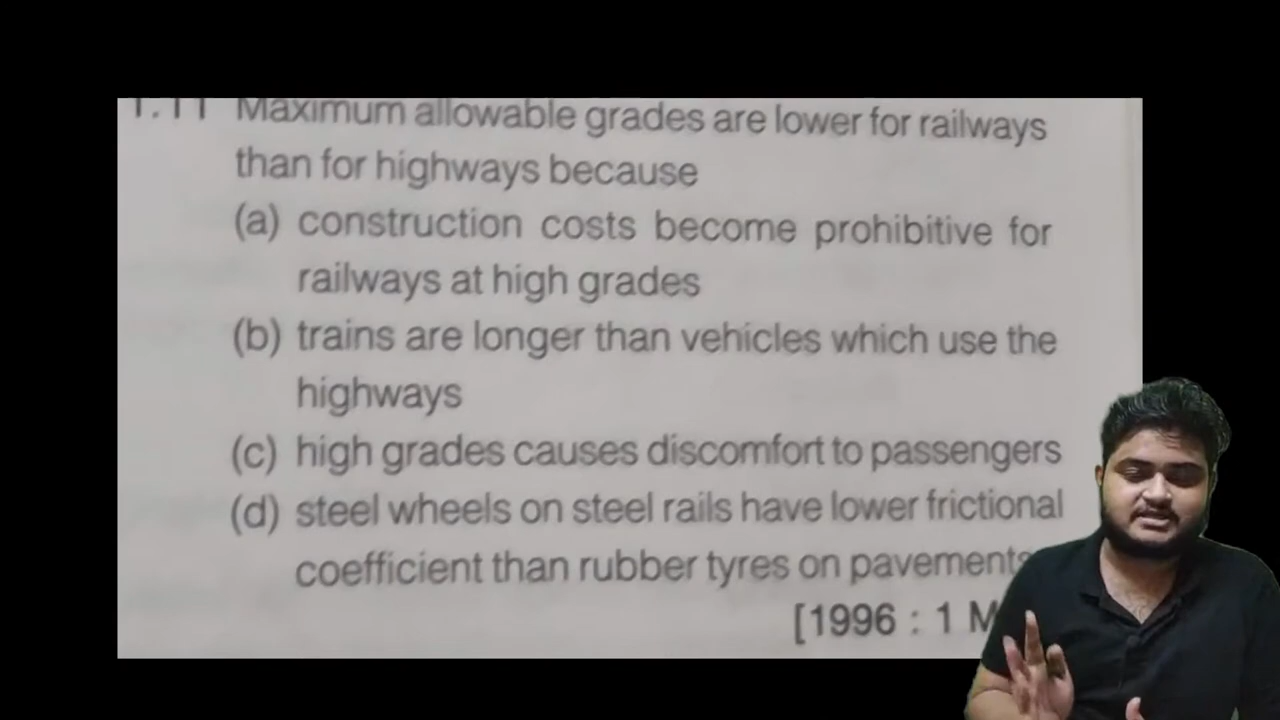 1.11 Maximum allowable grades are lower for railways
than for highways because
(a) construction costs become prohibitive for
railways at high grades
(b) trains are longer than vehicles which use the
highways
(c) high grades causes discomfort to passengers
(d) steel wheels on steel rails have lower frictional
coefficient than rubber tyres on pavements
[1996 : 1 M